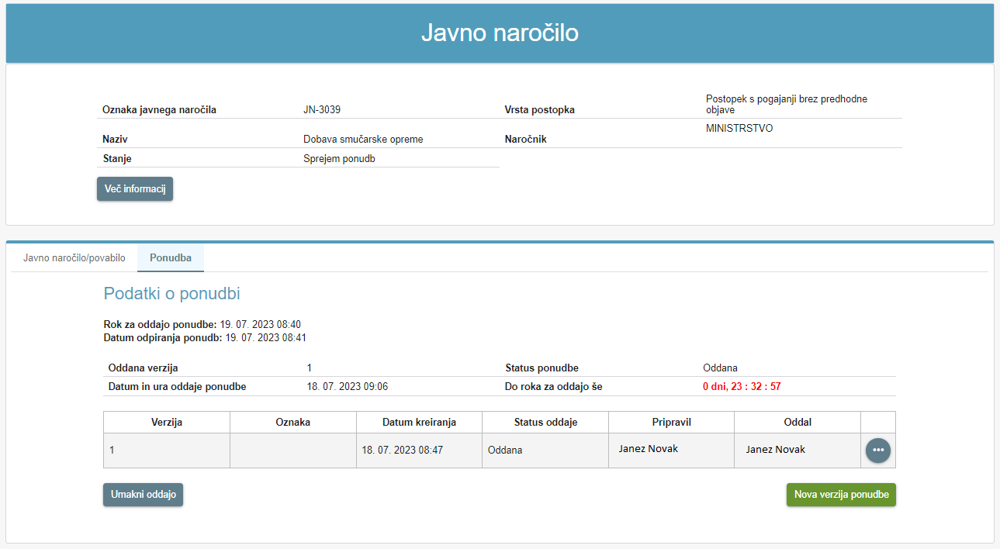 Javno naročilo
Oznaka javnega naročila JN-3039 Vrsta postopka Postopek s pogajanji brez predhodne
objave
Naziv Dobava smučarske opreme Naročnik MINISTRSTVO
Stanje Sprejem ponudb
Več informacij
Javno naročilo/povabilo Ponudba
Podatki o ponudbi
Rok za oddajo ponudbe: 19. 07. 2023 08:40
Datum odpiranja ponudb: 19. 07. 2023 08:41
Oddana verzija 1 Status ponudbe Oddana
Datum in ura oddaje ponudbe 18. 07. 2023 09:06 Do roka za oddajo še 0 dni, 23 : 32 : 57
Verzija Oznaka Datum kreiranja Status oddaje Pripravil Oddal
1 18. 07. 2023 08:47 Oddana Janez Novak Janez Novak
Umakni oddajo Nova verzija ponudbe